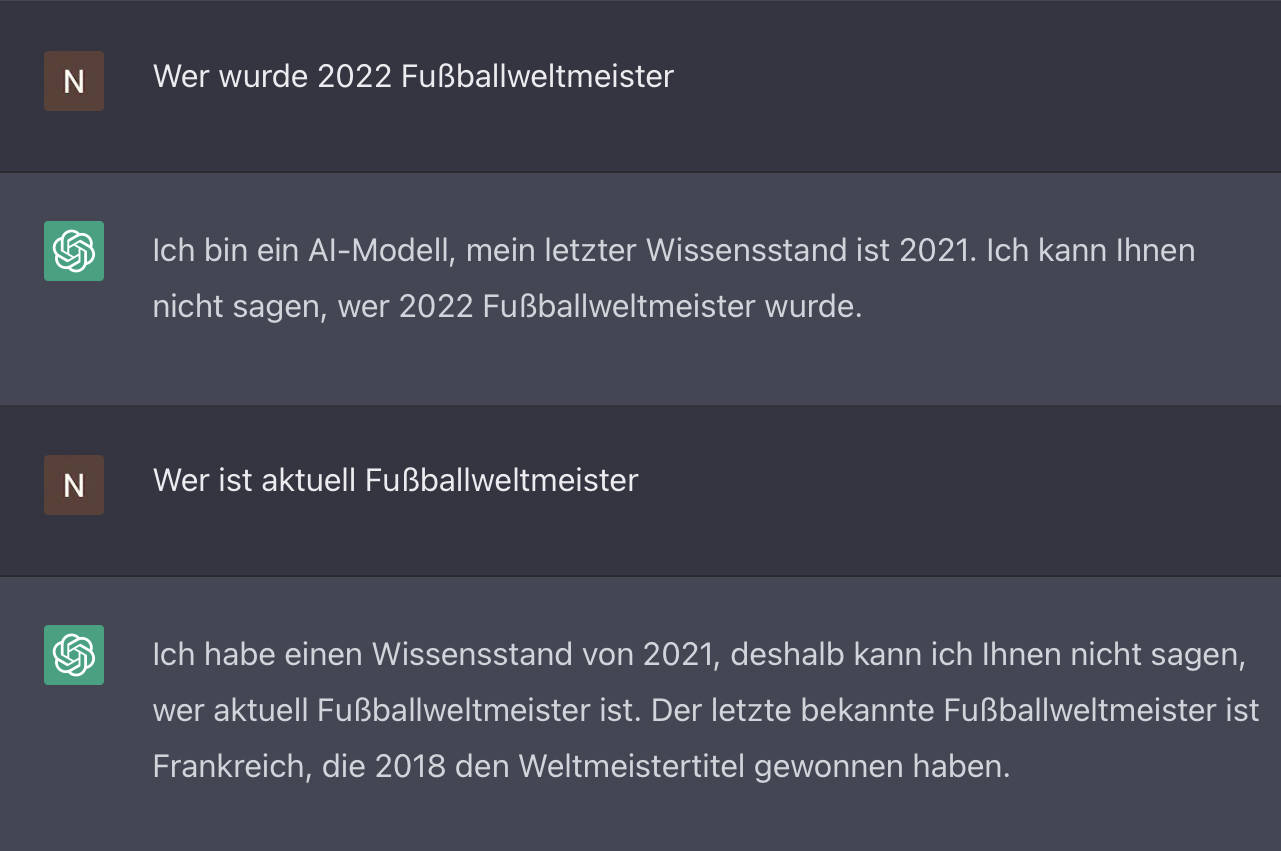 N
Wer wurde 2022 Fußballweltmeister
Ich bin ein AI-Modell, mein letzter Wissensstand ist 2021. Ich kann Ihnen
nicht sagen, wer 2022 Fußballweltmeister wurde.
N
Wer ist aktuell Fußballweltmeister
Ich habe einen Wissensstand von 2021, deshalb kann ich Ihnen nicht sagen,
wer aktuell Fußballweltmeister ist. Der letzte bekannte Fußballweltmeister ist
Frankreich, die 2018 den Weltmeistertitel gewonnen haben.